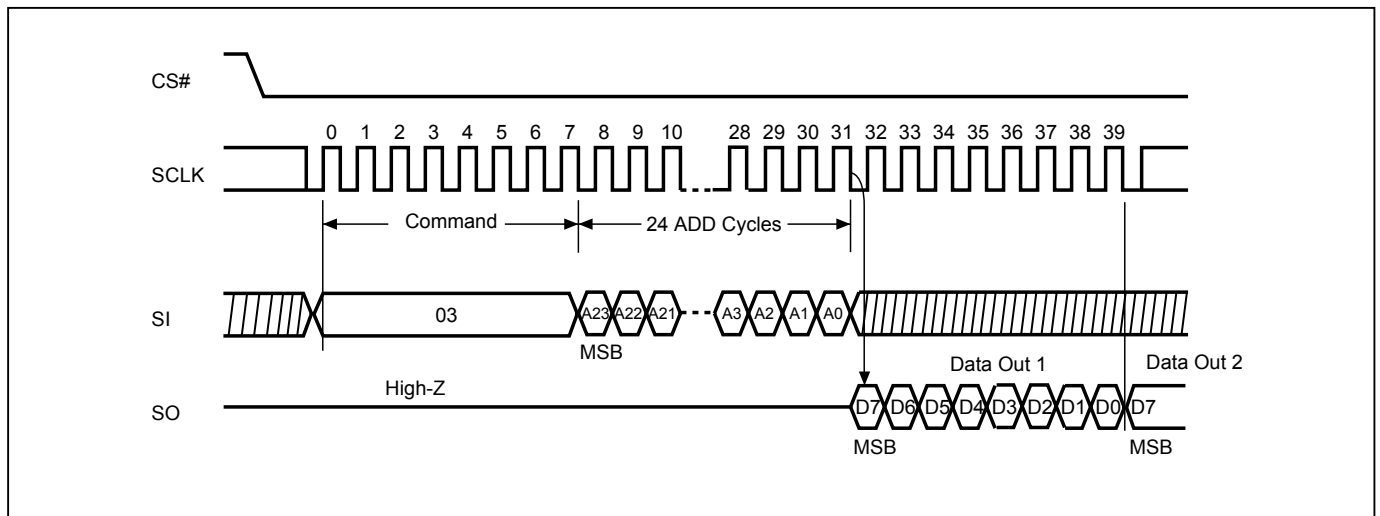 CS#
0 1 2 3 4 5 6 7 8 9 10 28 29 30 31 32 33 34 35 36 37 38 39
SCLK
Command 24 ADD Cycles
SI 03 A23 A22 A21 A3 A2 A1 A0
MSB
Data Out 1 Data Out 2
High-Z
SO D7 D6 D5 D4 D3 D2 D1 D0 D7
MSB MSB